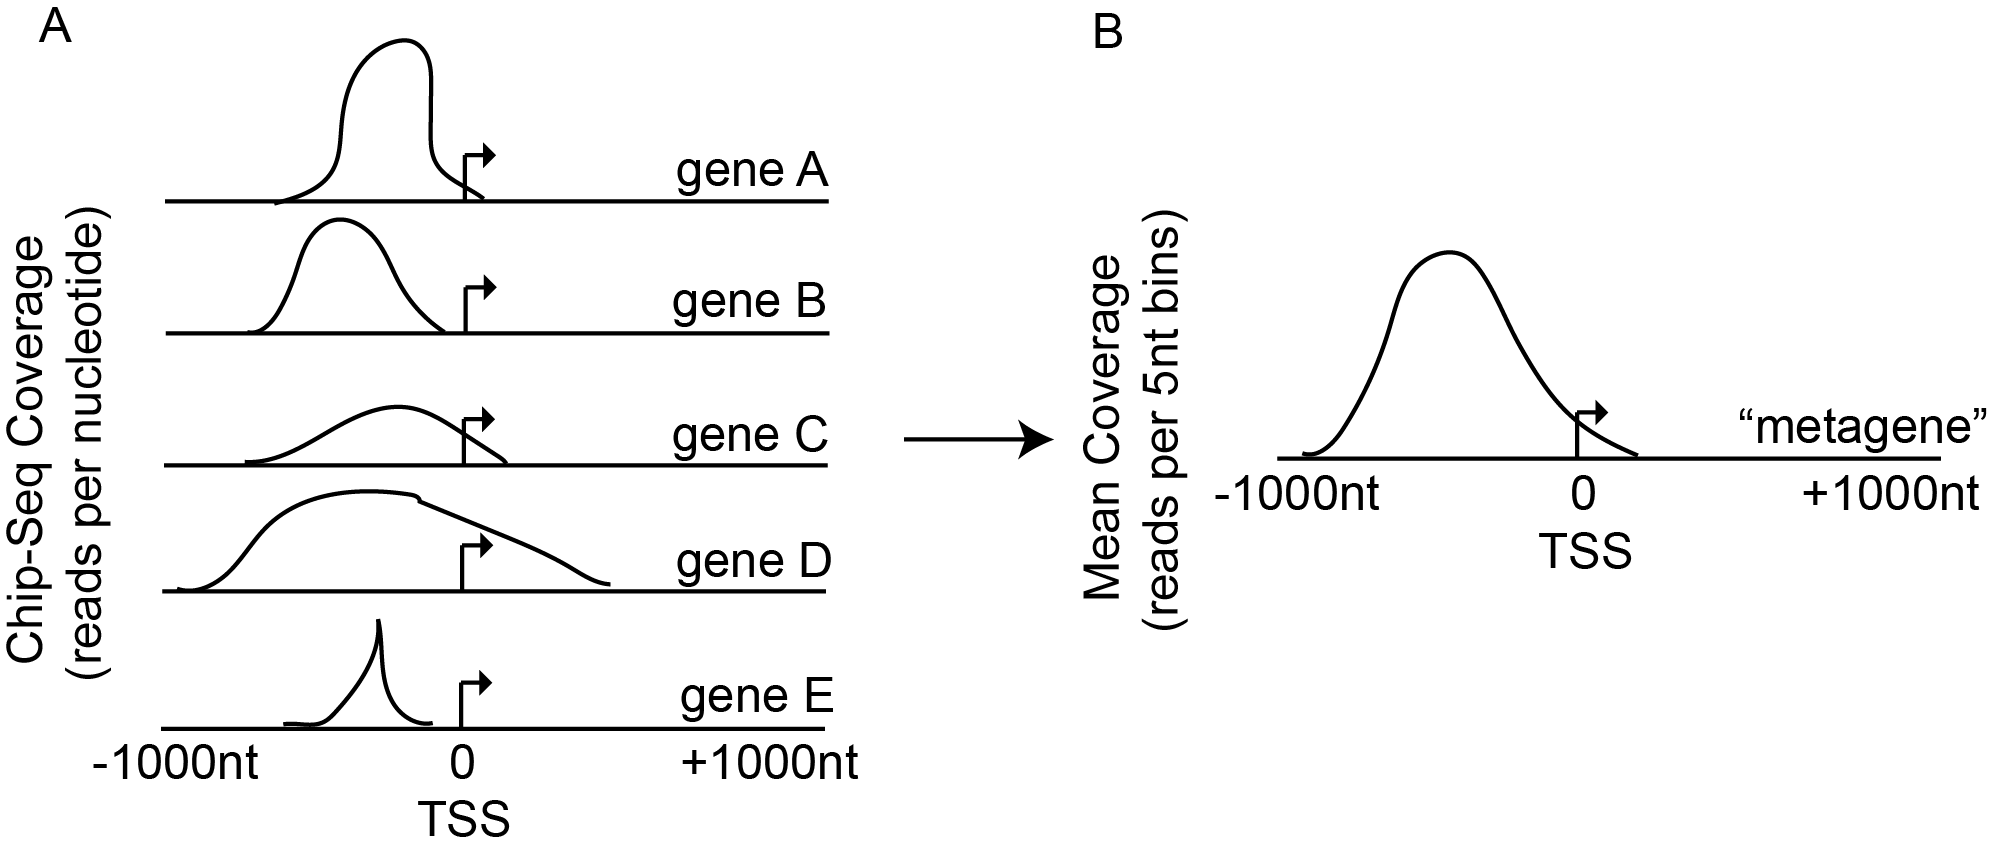 A
Chip-Seq Coverage
(reads per nucleotide)
gene A
gene B
gene C
gene D
gene E
-1000nt 0 +1000nt
TSS
B
Mean Coverage
(reads per 5nt bins)
“metagene”
-1000nt 0 +1000nt
TSS